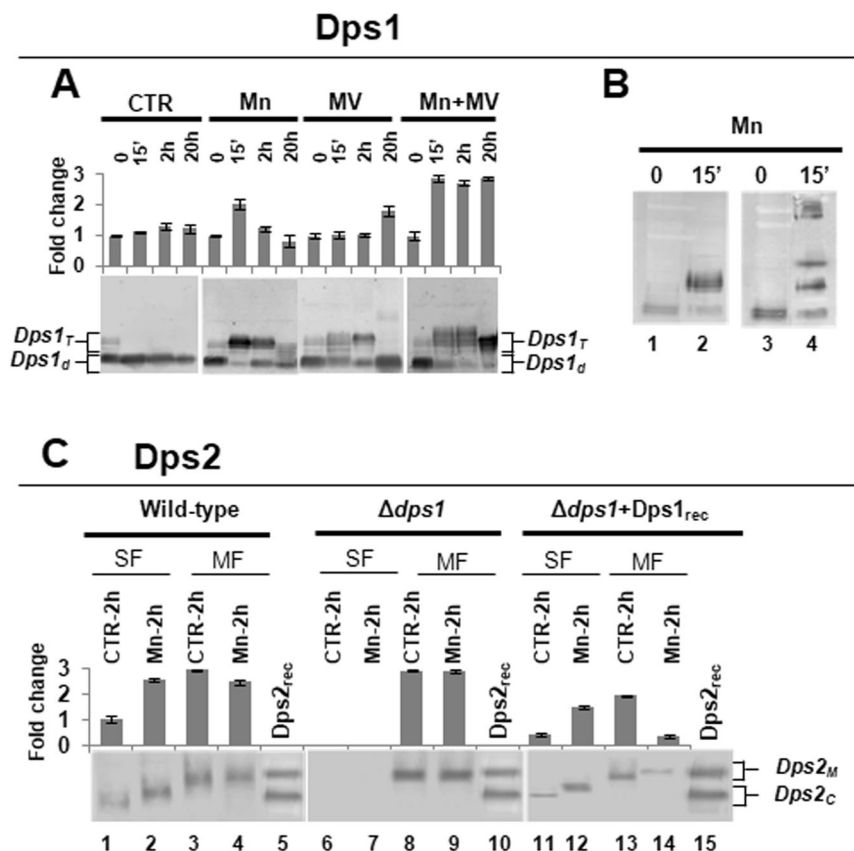 Dps1
A
CTR Mn MV Mn+MV
0 15' 2h 20h 0 15' 2h 20h 0 15' 2h 20h 0 15' 2h 20h
Fold change
3
2
1
0
Dps1T Dps1T
Dps1d Dps1d
B
Mn
0 15' 0 15'
1 2 3 4
C Dps2
Wild-type Δdps1 Δdps1+Dps1rec
SF MF SF MF SF MF
CTR-2h Mn-2h CTR-2h Mn-2h Dps2rec CTR-2h Mn-2h CTR-2h Mn-2h Dps2rec CTR-2h Mn-2h CTR-2h Mn-2h Dps2rec
Fold change
3
2
1
0
Dps2M
Dps2C
1 2 3 4 5 6 7 8 9 10 11 12 13 14 15